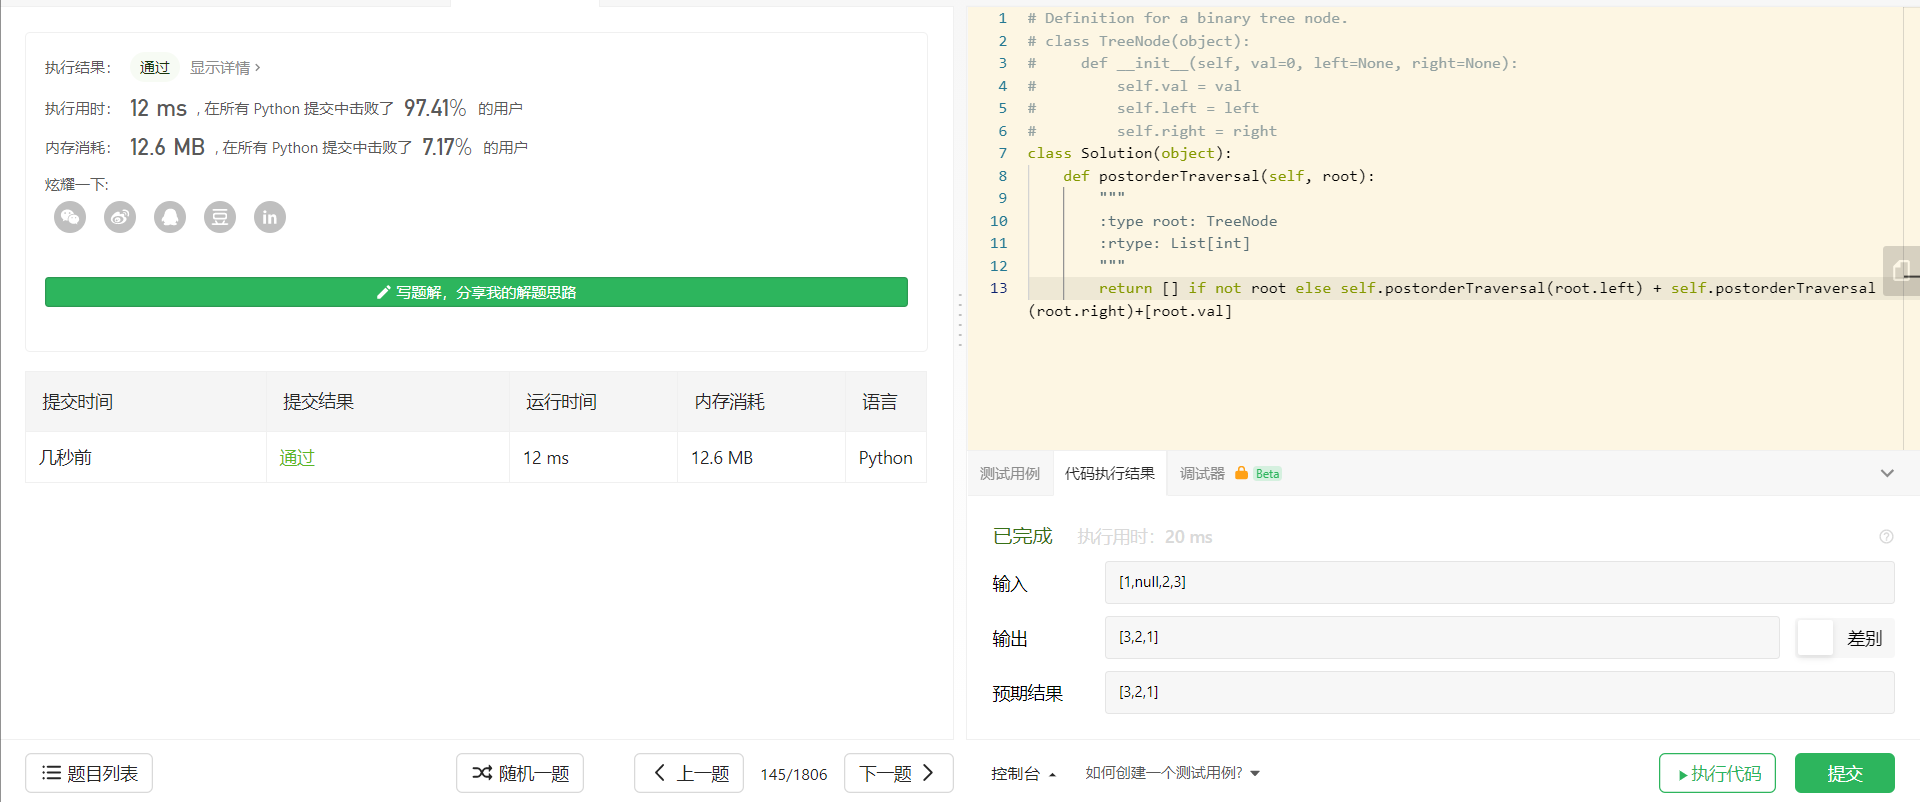 执行结果： 通过 显示详情 >
执行用时： 12 ms , 在所有 Python 提交中击败了 97.41% 的用户
内存消耗： 12.6 MB , 在所有 Python 提交中击败了 7.17% 的用户
炫耀一下:
豆 in
写题解，分享我的解题思路
提交时间 提交结果 运行时间 内存消耗 语言
几秒前 通过 12 ms 12.6 MB Python
题目列表 随机一题 上一题 145/1806 下一题
1 # Definition for a binary tree node.
2 # class TreeNode(object):
3 #     def __init__(self, val=0, left=None, right=None):
4 #         self.val = val
5 #         self.left = left
6 #         self.right = right
7 class Solution(object):
8     def postorderTraversal(self, root):
9         """
10         :type root: TreeNode
11         :rtype: List[int]
12         """
13         return [] if not root else self.postorderTraversal(root.left) + self.postorderTraversal
(root.right)+[root.val]
测试用例 代码执行结果 调试器 Beta
已完成 执行用时：20 ms
输入 [1,null,2,3]
输出 [3,2,1] 差别
预期结果 [3,2,1]
控制台 如何创建一个测试用例? 执行代码 提交